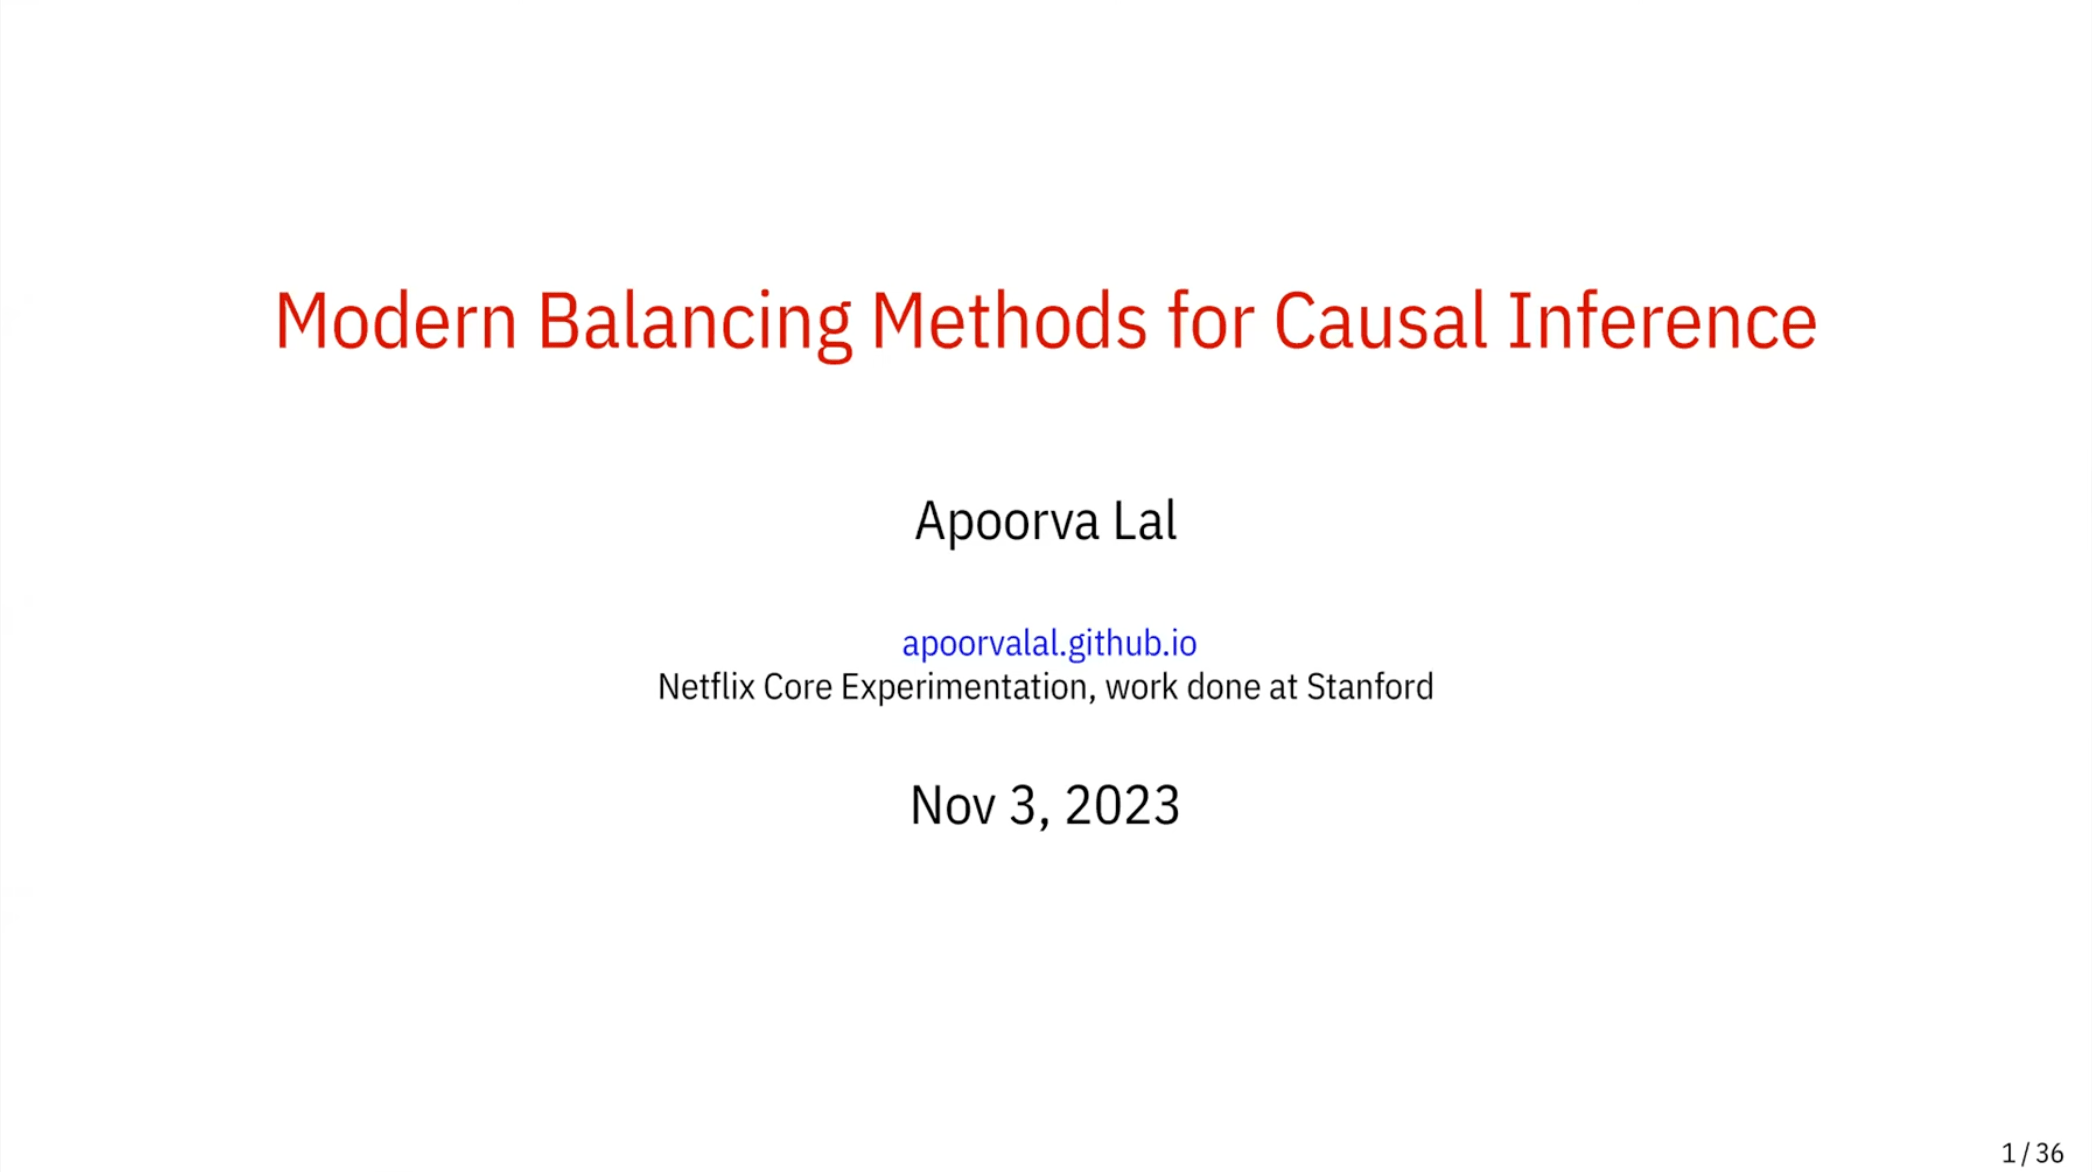 Modern Balancing Methods for Causal Inference
Apoorva Lal
apoorvalal.github.io
Netflix Core Experimentation, work done at Stanford
Nov 3, 2023
1 / 36